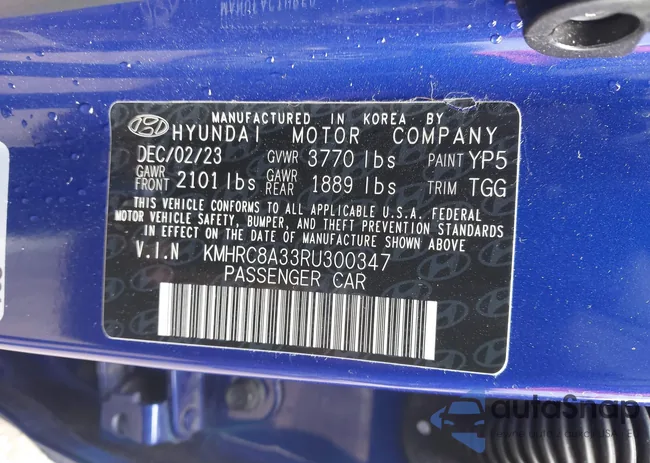 MANUFACTURED IN KOREA BY
HYUNDAI MOTOR COMPANY
DEC/02/23 GVWR 3770 lbs PAINT YP5
GAWR FRONT 2101 lbs GAWR REAR 1889 lbs TRIM TGG
THIS VEHICLE CONFORMS TO ALL APPLICABLE U.S.A. FEDERAL
MOTOR VEHICLE SAFETY, BUMPER, AND THEFT PREVENTION
STANDARDS IN EFFECT ON THE DATE OF MANUFACTURE SHOWN ABOVE.
V.I.N KMHRC8A33RU300347
PASSENGER CAR
autoSnap